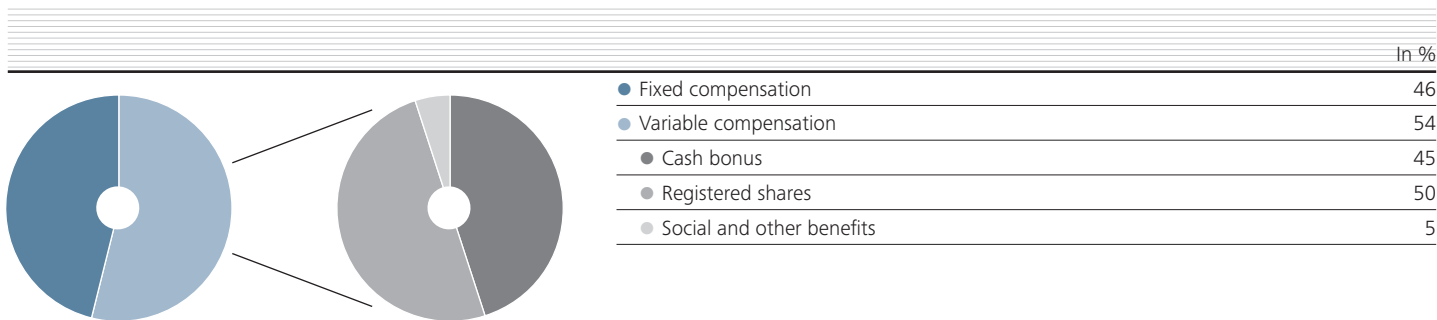 In %
Fixed compensation 46
Variable compensation 54
Cash bonus 45
Registered shares 50
Social and other benefits 5